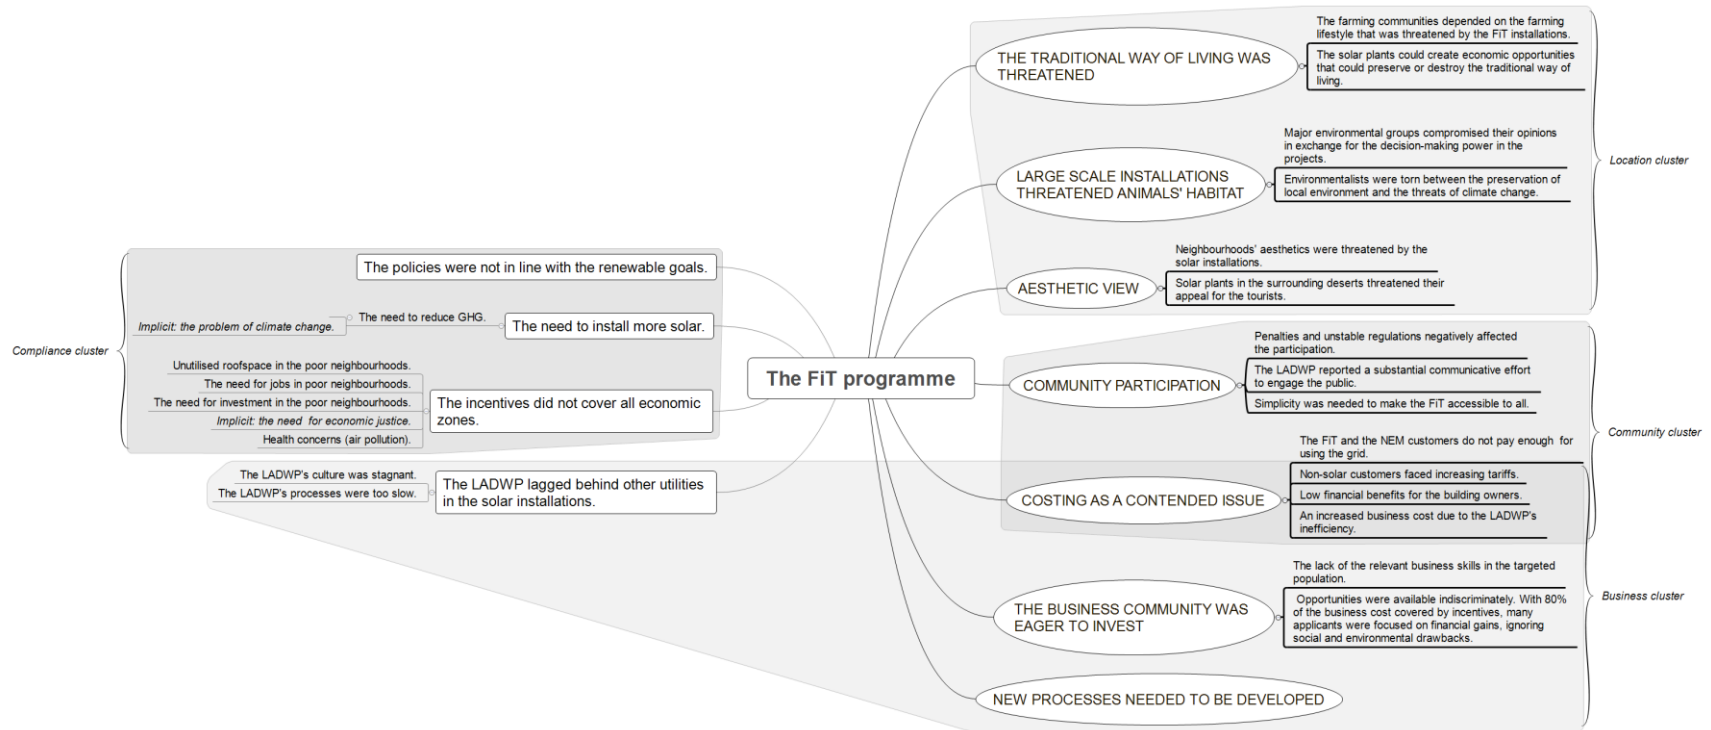 The FiT programme
The policies were not in line with the renewable goals.
The need to install more solar.
The need to reduce GHG.
Implicit: the problem of climate change.
The incentives did not cover all economic
zones.
Unutilised roofspace in the poor neighbourhoods.
The need for jobs in poor neighbourhoods.
The need for investment in the poor neighbourhoods.
Implicit: the need  for economic justice.
Health concerns (air pollution).
Compliance cluster
The LADWP lagged behind other utilities
in the solar installations.
The LADWP's culture was stagnant.
The LADWP's processes were too slow.
THE TRADITIONAL WAY OF LIVING WAS
THREATENED
The farming communities depended on the farming
lifestyle that was threatened by the FiT installations.
The solar plants could create economic opportunities
that could preserve or destroy the traditional way of
living.
LARGE SCALE INSTALLATIONS
THREATENED ANIMALS' HABITAT
Major environmental groups compromised their opinions
in exchange for the decision-making power in the
projects.
Environmentalists were torn between the preservation of
local environment and the threats of climate change.
AESTHETIC VIEW
Neighbourhoods' aesthetics were threatened by the
solar installations.
Solar plants in the surrounding deserts threatened their
appeal for the tourists.
Location cluster
COMMUNITY PARTICIPATION
Penalties and unstable regulations negatively affected
the participation.
The LADWP reported a substantial communicative effort
to engage the public.
Simplicity was needed to make the FiT accessible to all.
COSTING AS A CONTENDED ISSUE
The FiT and the NEM customers do not pay enough  for
using the grid.
Non-solar customers faced increasing tariffs.
Low financial benefits for the building owners.
An increased business cost due to the LADWP's
inefficiency.
Community cluster
THE BUSINESS COMMUNITY WAS
EAGER TO INVEST
The lack of the relevant business skills in the targeted
population.
Opportunities were available indiscriminately. With 80%
of the business cost covered by incentives, many
applicants were focused on financial gains, ignoring
social and environmental drawbacks.
NEW PROCESSES NEEDED TO BE DEVELOPED
Business cluster